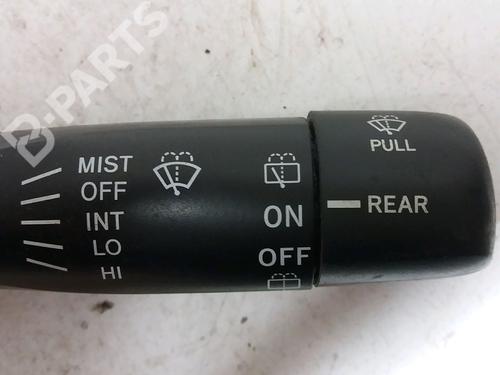 B-PARTS
MIST
OFF
INT
LO
HI
ON
OFF
PULL
REAR